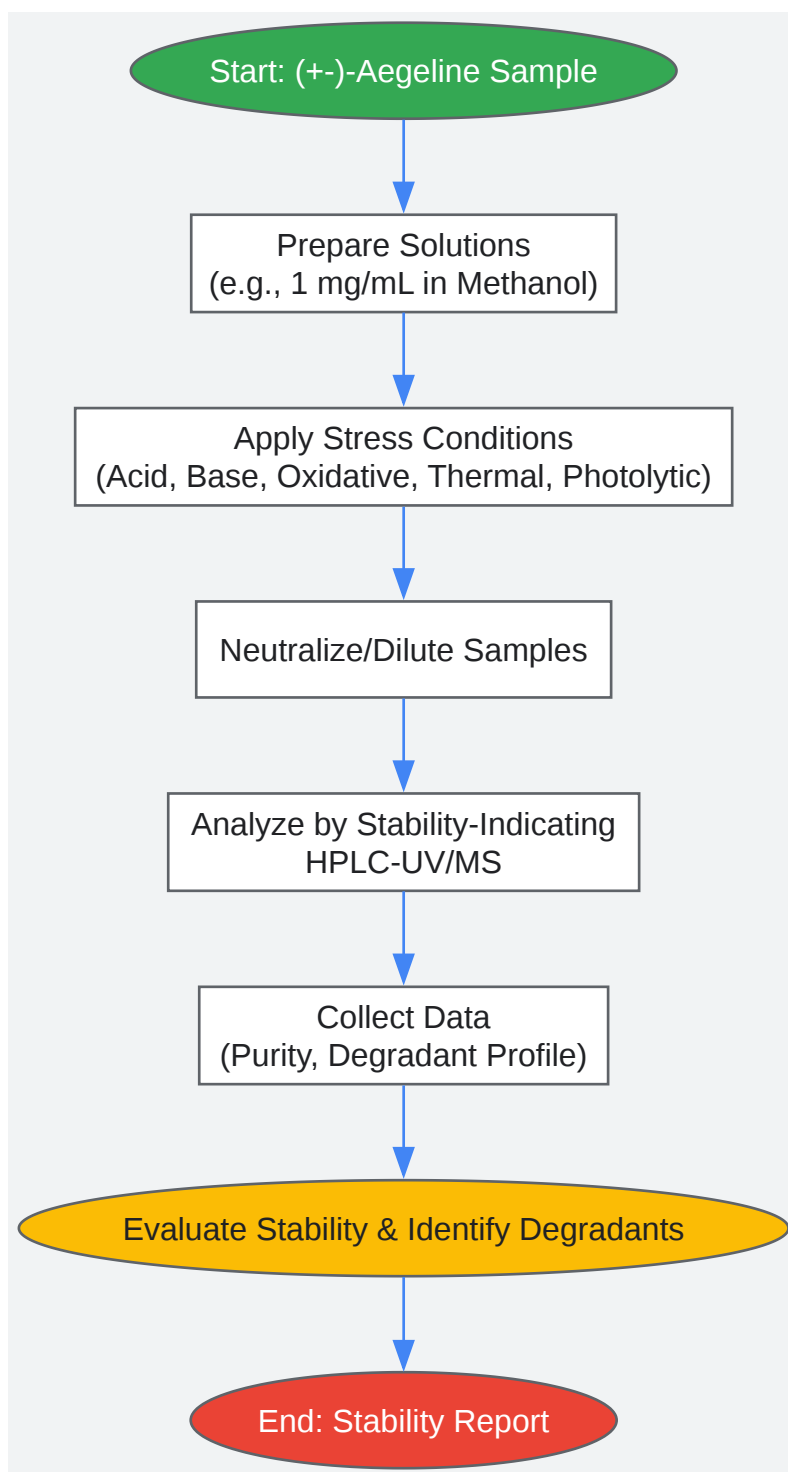 Start: (+-)-Aegeline Sample
Prepare Solutions
(e.g., 1 mg/mL in Methanol)
Apply Stress Conditions
(Acid, Base, Oxidative, Thermal, Photolytic)
Neutralize/Dilute Samples
Analyze by Stability-Indicating
HPLC-UV/MS
Collect Data
(Purity, Degradant Profile)
Evaluate Stability & Identify Degradants
End: Stability Report